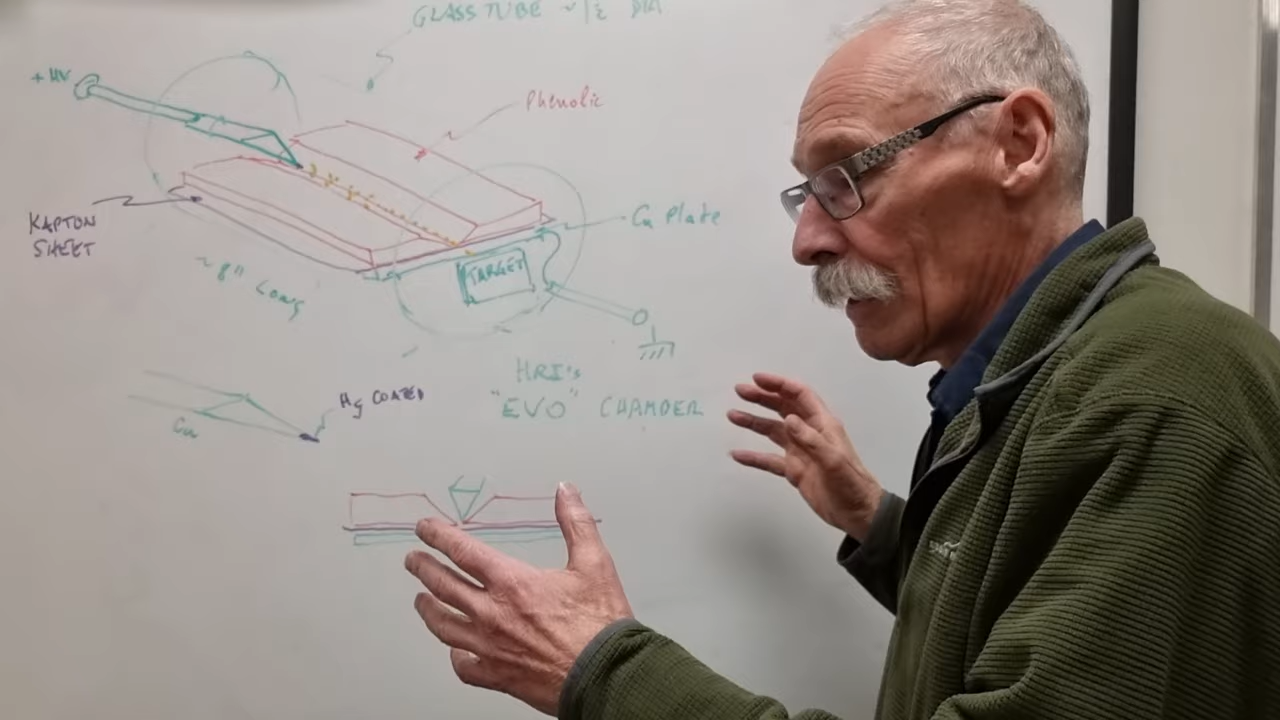 GLASS TUBE ~ 1/2 DIA
+HV
Phenolic
KAPTON
SHEET
Cu Plate
TARGET
~ 8" Long
HRI's
"EVO" CHAMBER
Hg COATED
Cu